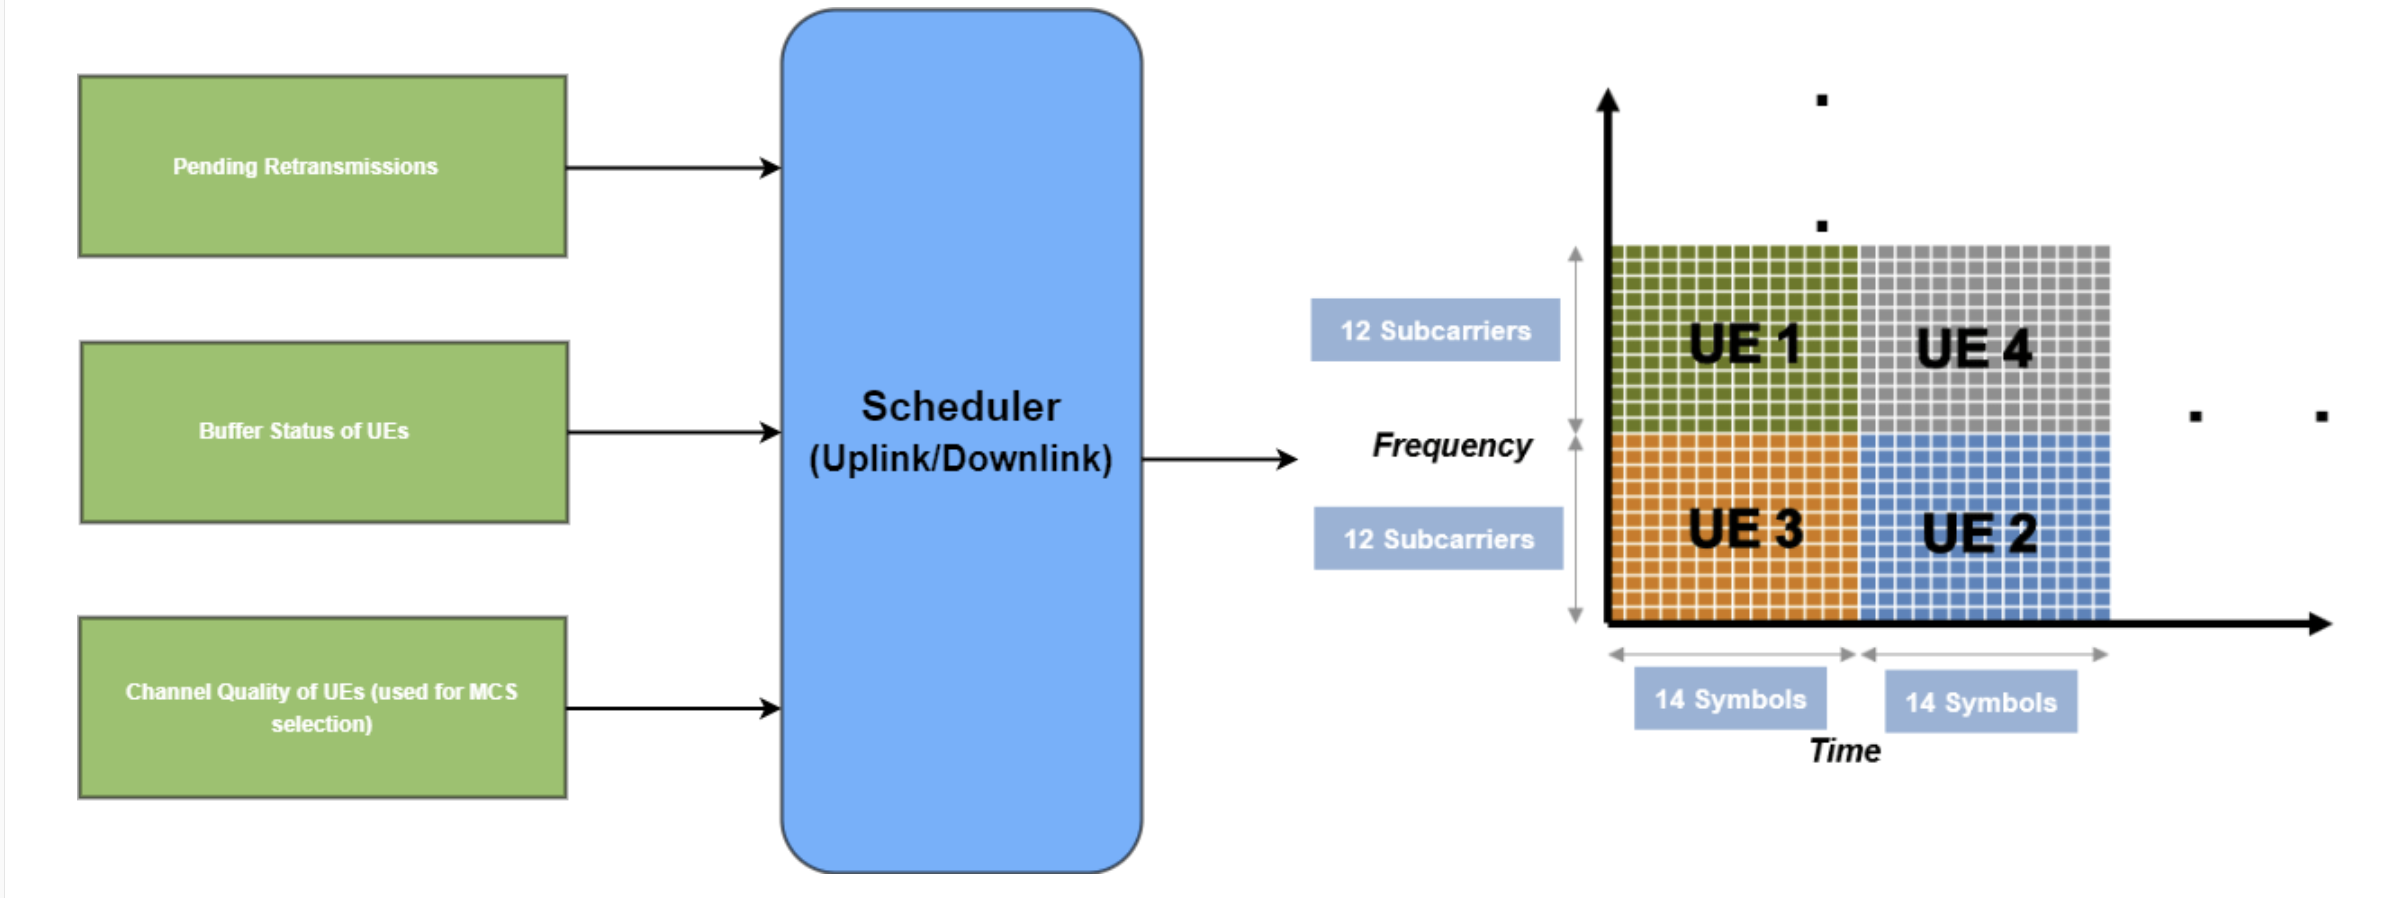 Pending Retransmissions
Buffer Status of UEs
Channel Quality of UEs (used for MCS
selection)
Scheduler
(Uplink/Downlink)
12 Subcarriers
Frequency
12 Subcarriers
UE 1
UE 4
UE 3
UE 2
14 Symbols
14 Symbols
Time